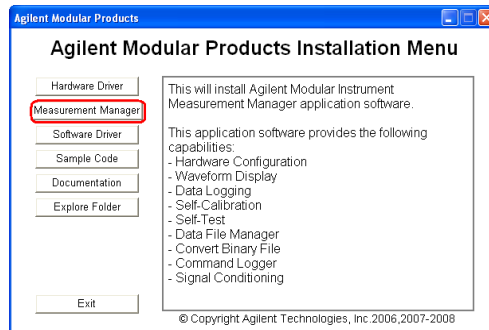 Agilent Modular Products
Agilent Modular Products Installation Menu
Hardware Driver
Measurement Manager
Software Driver
Sample Code
Documentation
Explore Folder
Exit
This will install Agilent Modular Instrument
Measurement Manager application software.
This application software provides the following
capabilities:
- Hardware Configuration
- Waveform Display
- Data Logging
- Self-Calibration
- Self-Test
- Data File Manager
- Convert Binary File
- Command Logger
- Signal Conditioning
© Copyright Agilent Technologies, Inc.2006,2007-2008